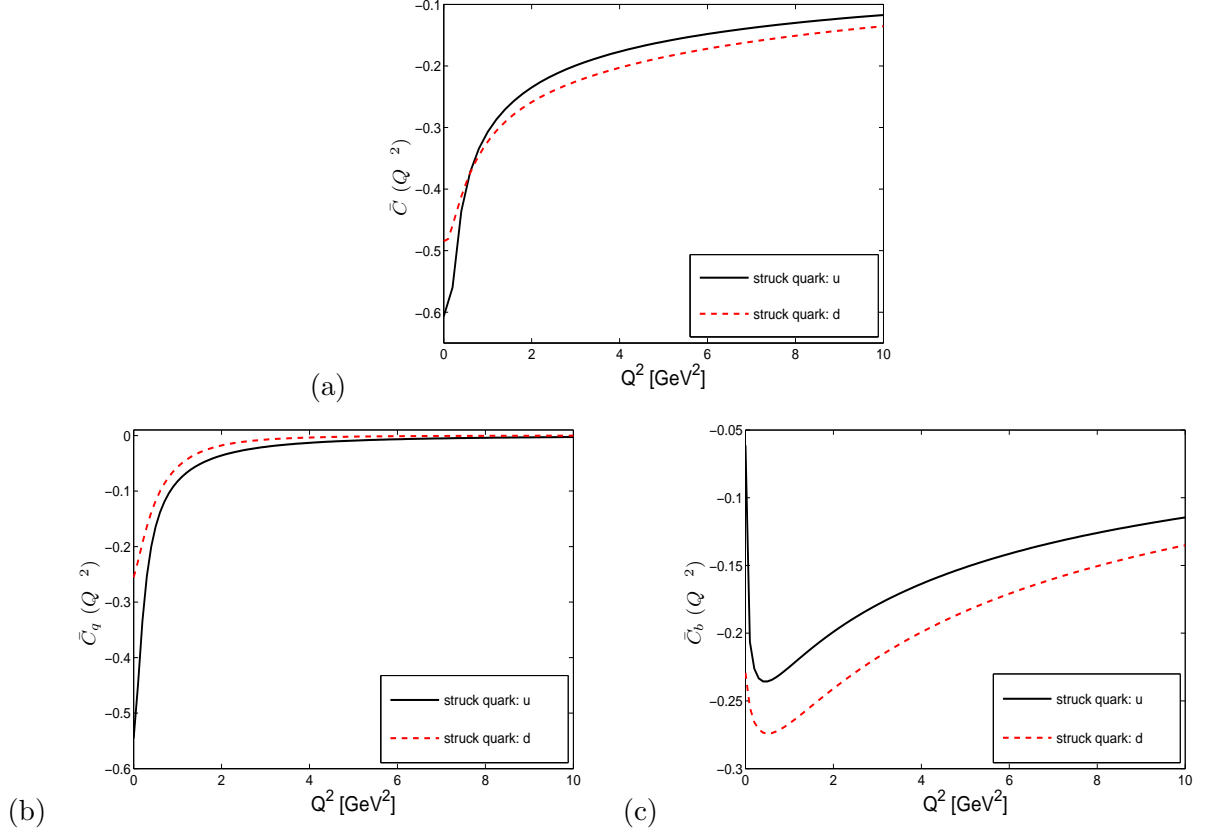 −0.1
−0.2
−0.3
−0.4
−0.5
−0.6
C̄ (Q ²)
struck quark: u
struck quark: d
0 2 4 6 8 10
Q² [GeV²]
(a)
0
−0.1
−0.2
−0.3
−0.4
−0.5
−0.6
C̄_q (Q ²)
struck quark: u
struck quark: d
0 2 4 6 8 10
Q² [GeV²]
(b)
−0.05
−0.1
−0.15
−0.2
−0.25
−0.3
C̄_b (Q ²)
struck quark: u
struck quark: d
0 2 4 6 8 10
Q² [GeV²]
(c)